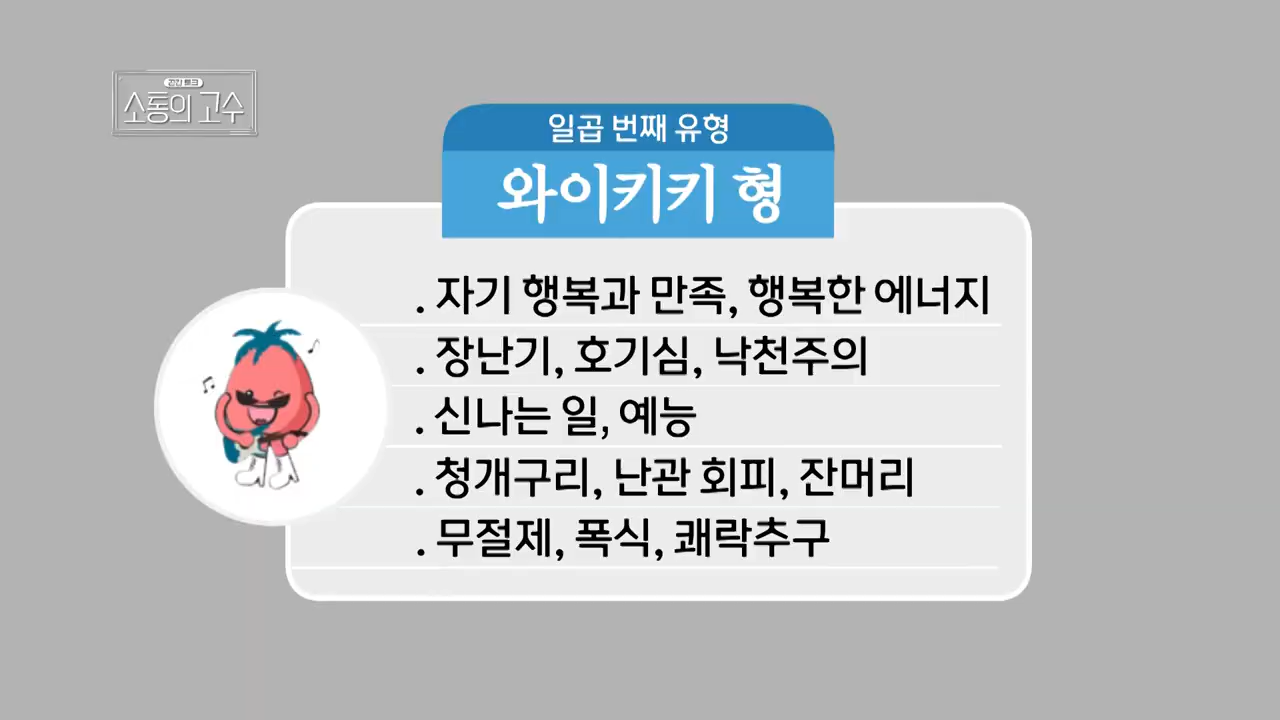 소통의 고수
일곱 번째 유형
와이키키 형
. 자기 행복과 만족, 행복한 에너지
. 장난기, 호기심, 낙천주의
. 신나는 일, 예능
. 청개구리, 난관 회피, 잔머리
. 무절제, 폭식, 쾌락추구